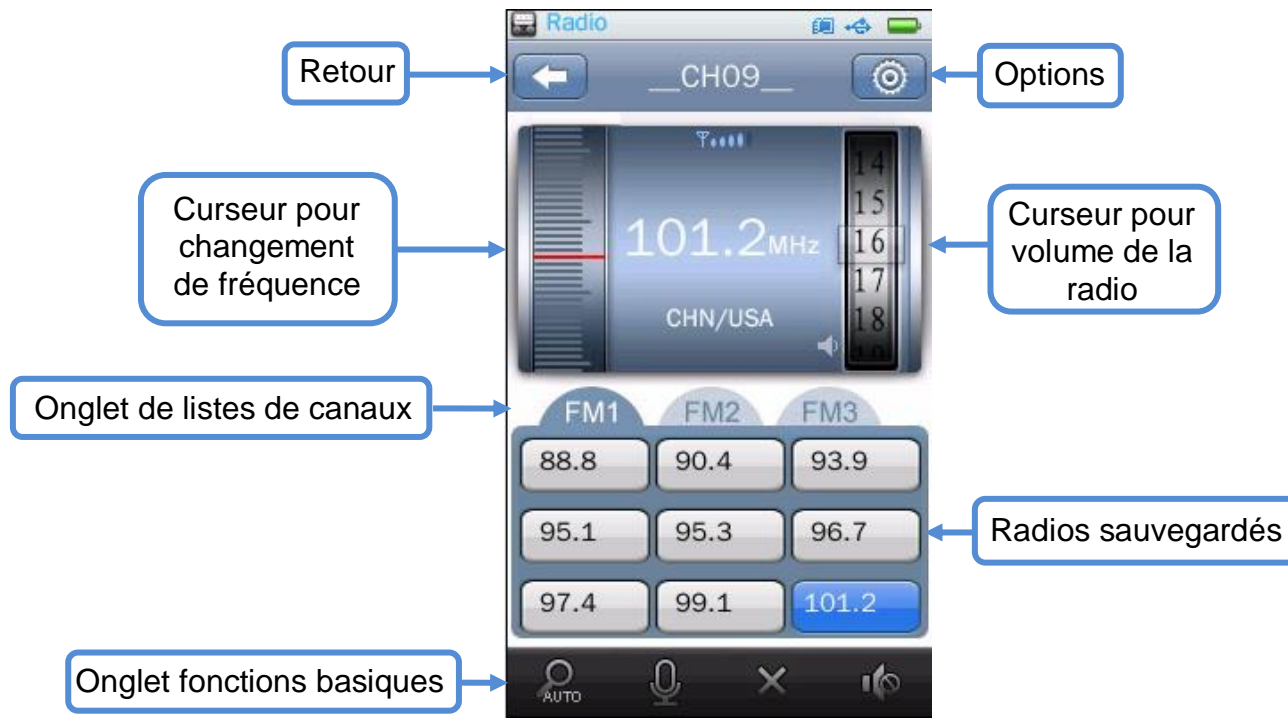 Radio
Retour
__CH09__
Options
14
15
Curseur pour
changement
de fréquence
101.2MHz
16
Curseur pour
volume de la
radio
17
CHN/USA
18
Onglet de listes de canaux
FM1 FM2 FM3
88.8 90.4 93.9
95.1 95.3 96.7
Radios sauvegardés
97.4 99.1 101.2
Onglet fonctions basiques
AUTO